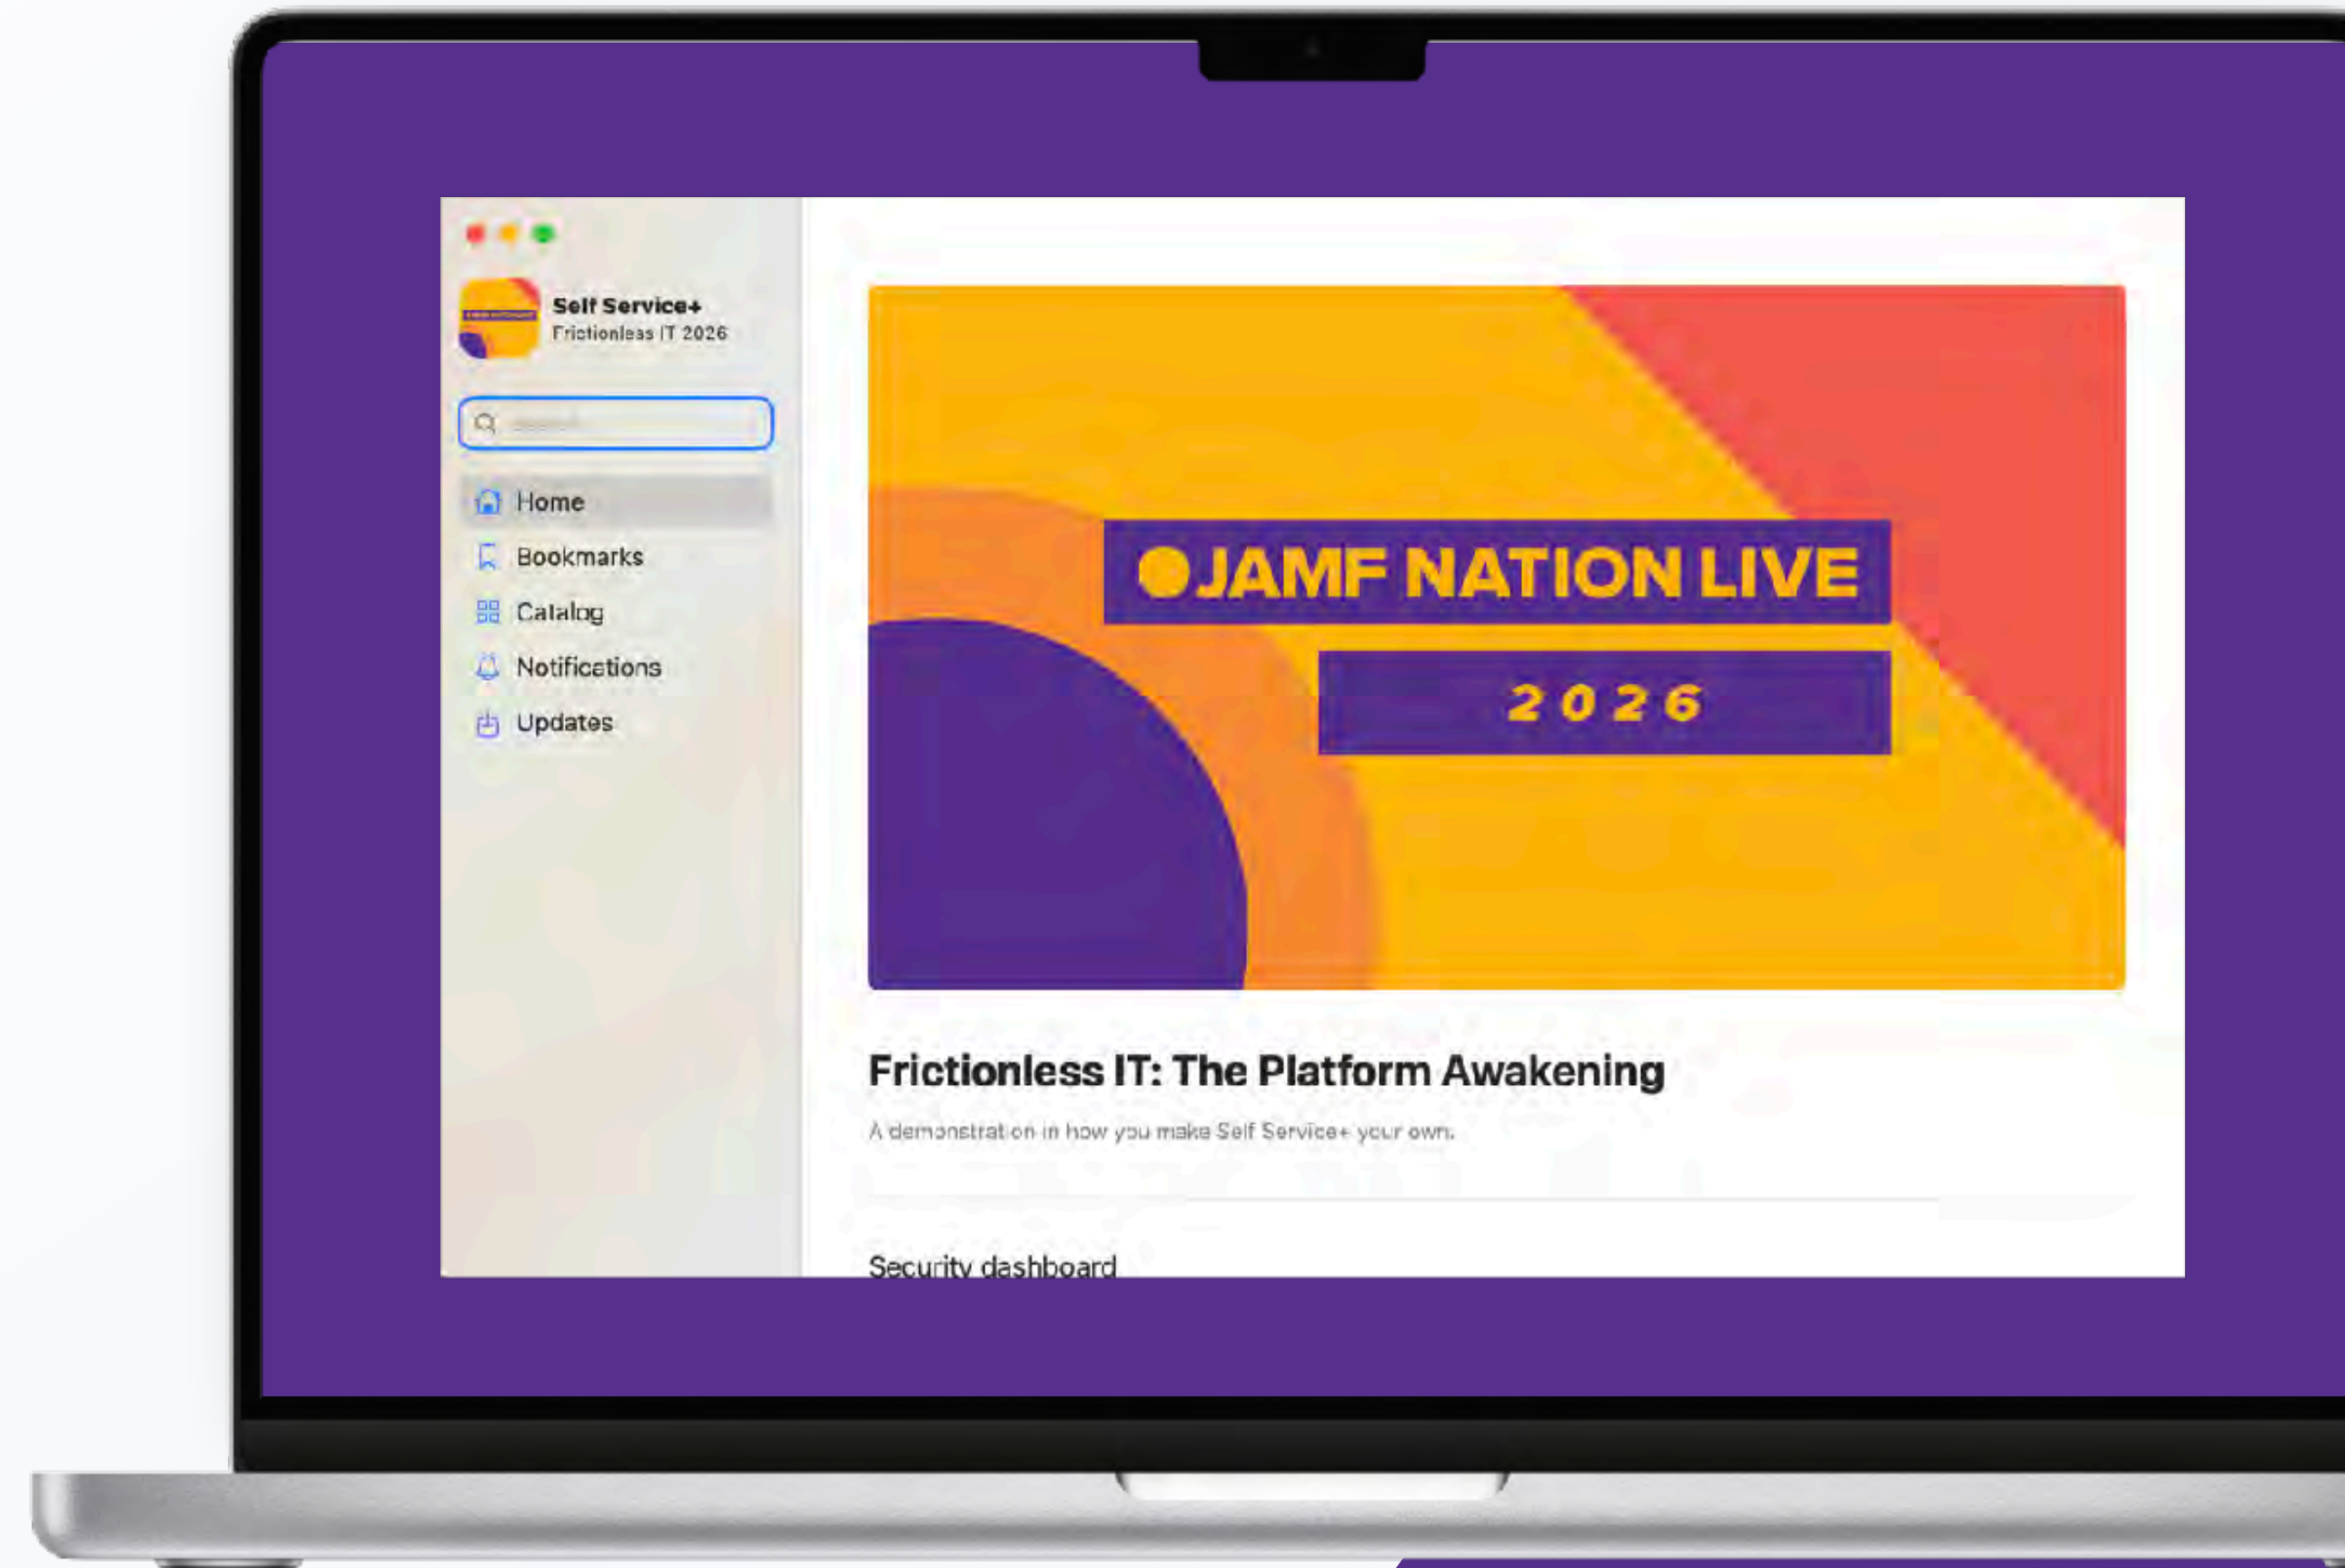 Self Service+
Frictionless IT 2026
Home
Bookmarks
Catalog
Notifications
Updates
JAMF NATION LIVE
2026
Frictionless IT: The Platform Awakening
A demonstration in how you make Self Service+ your own.
Security dashboard